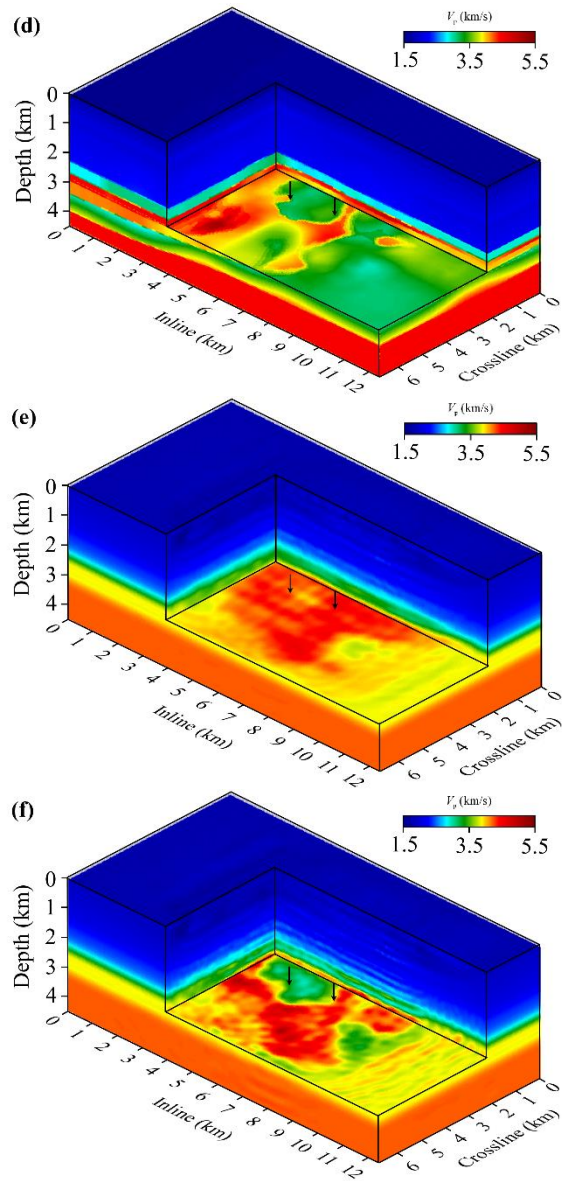 (d)
Vp (km/s)
1.5 3.5 5.5
Depth (km)
0
1
2
3
4
0 1 2 3 4 5 6 7 8 9 10 11 12
Inline (km)
6 5 4 3 2 1 0
Crossline (km)
(e)
Vp (km/s)
1.5 3.5 5.5
Depth (km)
0
1
2
3
4
0 1 2 3 4 5 6 7 8 9 10 11 12
Inline (km)
6 5 4 3 2 1 0
Crossline (km)
(f)
Vp (km/s)
1.5 3.5 5.5
Depth (km)
0
1
2
3
4
0 1 2 3 4 5 6 7 8 9 10 11 12
Inline (km)
6 5 4 3 2 1 0
Crossline (km)